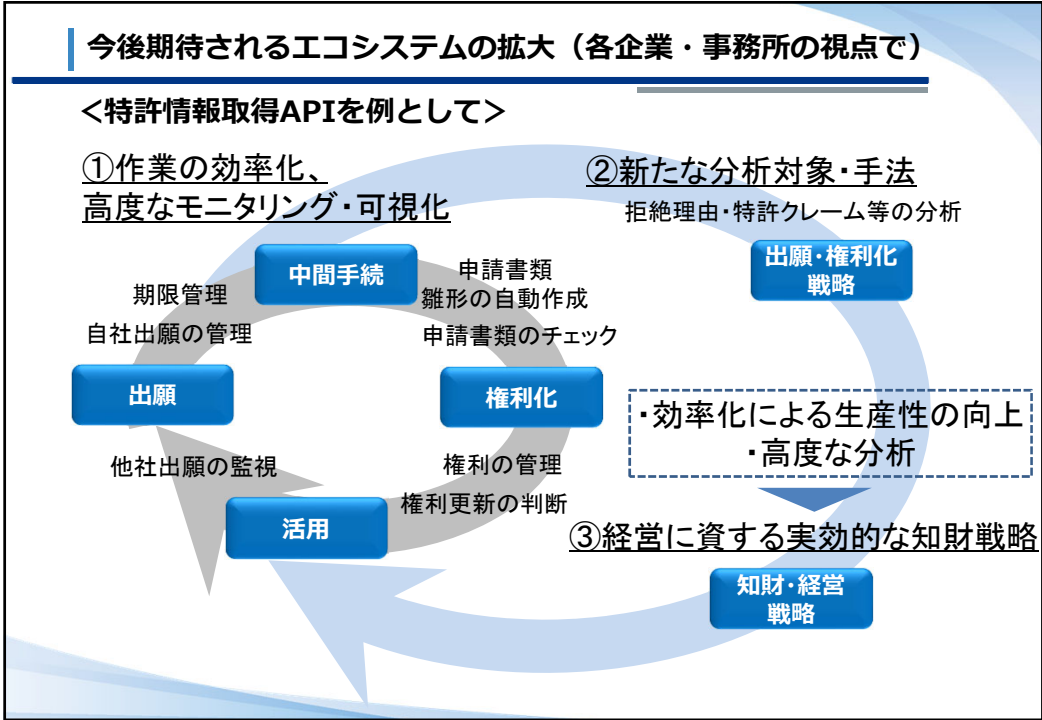 今後期待されるエコシステムの拡大（各企業・事務所の視点で）
＜特許情報取得APIを例として＞
①作業の効率化、
高度なモニタリング・可視化
中間手続
期限管理
自社出願の管理
申請書類
雛形の自動作成
申請書類のチェック
出願
権利化
他社出願の監視
権利の管理
権利更新の判断
活用
②新たな分析対象・手法
拒絶理由・特許クレーム等の分析
出願・権利化
戦略
・効率化による生産性の向上
・高度な分析
③経営に資する実効的な知財戦略
知財・経営
戦略